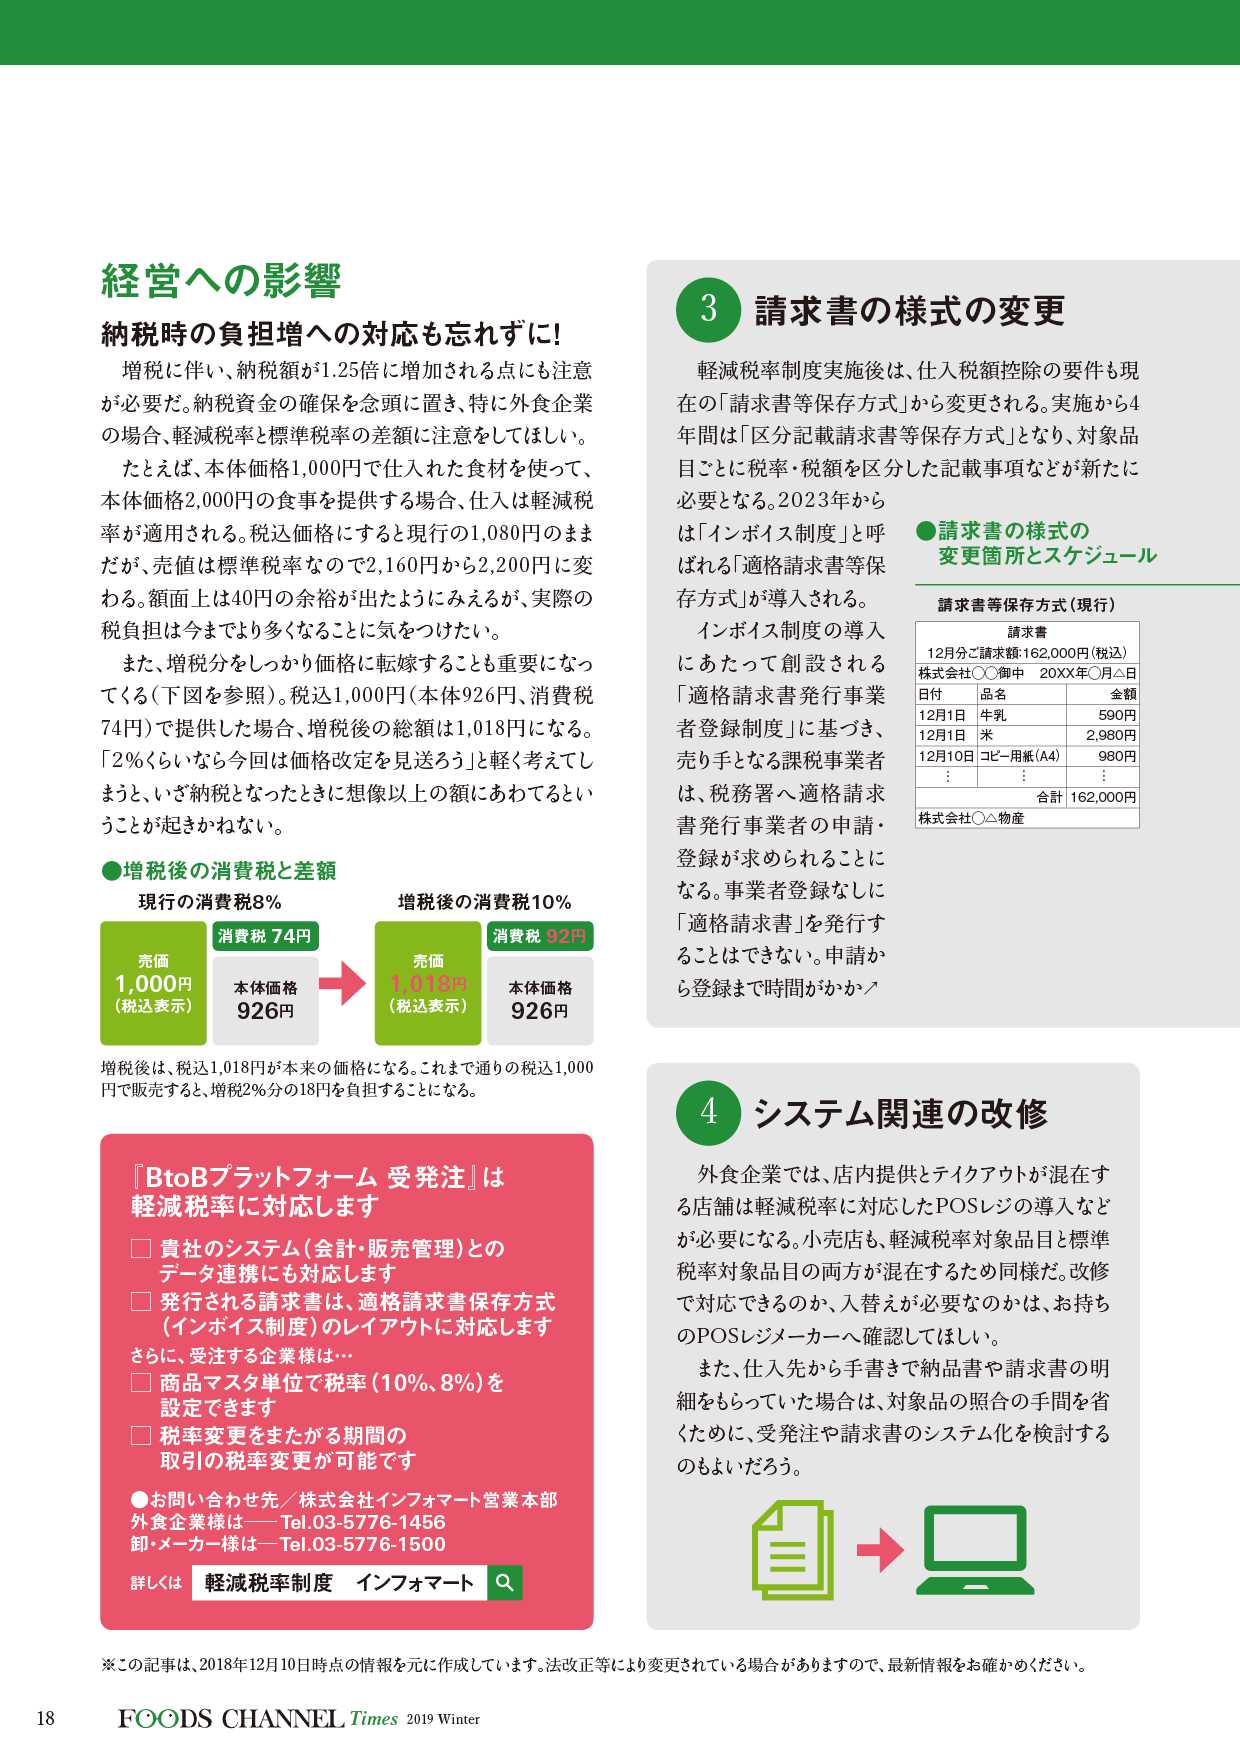 経営への影響
納税時の負担増への対応も忘れずに!
　増税に伴い、納税額が1.25倍に増加される点にも注意
が必要だ。納税資金の確保を念頭に置き、特に外食企業
の場合、軽減税率と標準税率の差額に注意をしてほしい。
　たとえば、本体価格1,000円で仕入れた食材を使って、
本体価格2,000円の食事を提供する場合、仕入は軽減税
率が適用される。税込価格にすると現行の1,080円のまま
だが、売値は標準税率なので2,160円から2,200円に変
わる。額面上は40円の余裕が出たようにみえるが、実際の
税負担は今までより多くなることに気をつけたい。
　また、増税分をしっかり価格に転嫁することも重要になっ
てくる（下図を参照）。税込1,000円（本体926円、消費税
74円）で提供した場合、増税後の総額は1,018円になる。
「2%くらいなら今回は価格改定を見送ろう」と軽く考えてし
まうと、いざ納税となったときに想像以上の額にあわてるとい
うことが起きかねない。
●増税後の消費税と差額
現行の消費税8%
売価
1,000円
（税込表示）
消費税 74円
本体価格
926円
増税後の消費税10%
売価
1,018円
（税込表示）
消費税 92円
本体価格
926円
増税後は、税込1,018円が本来の価格になる。これまで通りの税込1,000
円で販売すると、増税2%分の18円を負担することになる。
『BtoBプラットフォーム 受発注』は
軽減税率に対応します
□ 貴社のシステム（会計・販売管理）との
データ連携にも対応します
□ 発行される請求書は、適格請求書保存方式
（インボイス制度）のレイアウトに対応します
さらに、受注する企業様は…
□ 商品マスタ単位で税率（10%、8%）を
設定できます
□ 税率変更をまたがる期間の
取引の税率変更が可能です
●お問い合わせ先／株式会社インフォマート営業本部
外食企業様は──Tel.03-5776-1456
卸・メーカー様は─Tel.03-5776-1500
詳しくは 軽減税率制度　インフォマート
3 請求書の様式の変更
　軽減税率制度実施後は、仕入税額控除の要件も現
在の「請求書等保存方式」から変更される。実施から4
年間は「区分記載請求書等保存方式」となり、対象品
目ごとに税率・税額を区分した記載事項などが新たに
必要となる。2023年から
は「インボイス制度」と呼
ばれる「適格請求書等保
存方式」が導入される。
　インボイス制度の導入
にあたって創設される
「適格請求書発行事業
者登録制度」に基づき、
売り手となる課税事業者
は、税務署へ適格請求
書発行事業者の申請・
登録が求められることに
なる。事業者登録なしに
「適格請求書」を発行す
ることはできない。申請か
ら登録まで時間がかか↗
●請求書の様式の
変更箇所とスケジュール
請求書等保存方式（現行）
請求書
12月分ご請求額:162,000円（税込）
株式会社○○御中　20XX年○月△日
日付 品名 金額
12月1日 牛乳 590円
12月1日 米 2,980円
12月10日 コピー用紙（A4） 980円
⋮ ⋮ ⋮
合計 162,000円
株式会社○△物産
4 システム関連の改修
　外食企業では、店内提供とテイクアウトが混在す
る店舗は軽減税率に対応したPOSレジの導入など
が必要になる。小売店も、軽減税率対象品目と標準
税率対象品目の両方が混在するため同様だ。改修
で対応できるのか、入替えが必要なのかは、お持ち
のPOSレジメーカーへ確認してほしい。
　また、仕入先から手書きで納品書や請求書の明
細をもらっていた場合は、対象品の照合の手間を省
くために、受発注や請求書のシステム化を検討する
のもよいだろう。
※この記事は、2018年12月10日時点の情報を元に作成しています。法改正等により変更されている場合がありますので、最新情報をお確かめください。
18 FOODS CHANNEL Times 2019 Winter